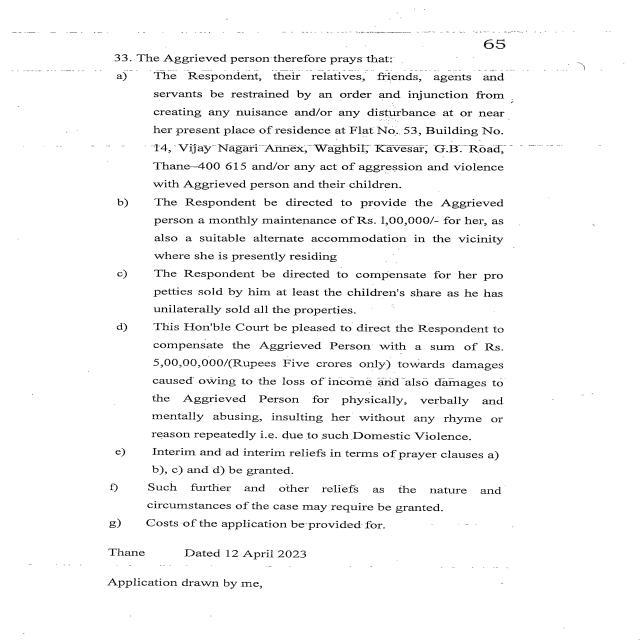 65
33. The Aggrieved person therefore prays that:
a) The Respondent, their relatives, friends, agents and
servants be restrained by an order and injunction from
creating any nuisance and/or any disturbance at or near
her present place of residence at Flat No. 53, Building No.
14, Vijay Nagari Annex, Waghbil, Kavesar, G.B. Road,
Thane-400 615 and/or any act of aggression and violence
with Aggrieved person and their children.
b) The Respondent be directed to provide the Aggrieved
person a monthly maintenance of Rs. 1,00,000/- for her, as
also a suitable alternate accommodation in the vicinity
where she is presently residing
c) The Respondent be directed to compensate for her pro
petties sold by him at least the children's share as he has
unilaterally sold all the properties.
d) This Hon'ble Court be pleased to direct the Respondent to
compensate the Aggrieved Person with a sum of Rs.
5,00,00,000/(Rupees Five crores only) towards damages
caused owing to the loss of income and also damages to
the Aggrieved Person for physically, verbally and
mentally abusing, insulting her without any rhyme or
reason repeatedly i.e. due to such Domestic Violence.
e) Interim and ad interim reliefs in terms of prayer clauses a)
b), c) and d) be granted.
f) Such further and other reliefs as the nature and
circumstances of the case may require be granted.
g) Costs of the application be provided for.
Thane Dated 12 April 2023
Application drawn by me,